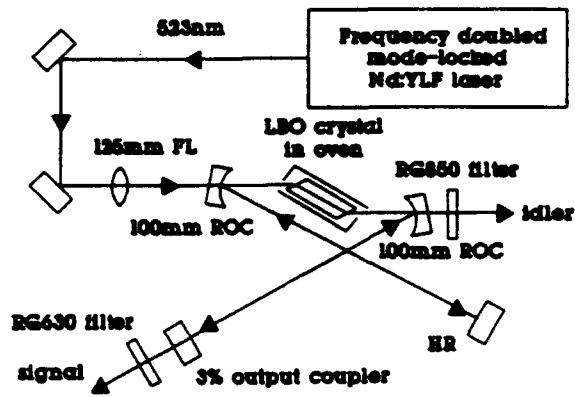 523nm
Frequency doubled
mode-locked
Nd:YLF laser
LBO crystal
in oven
125mm FL
RG850 filter
idler
100mm ROC
100mm ROC
RG630 filter
HR
signal
3% output coupler